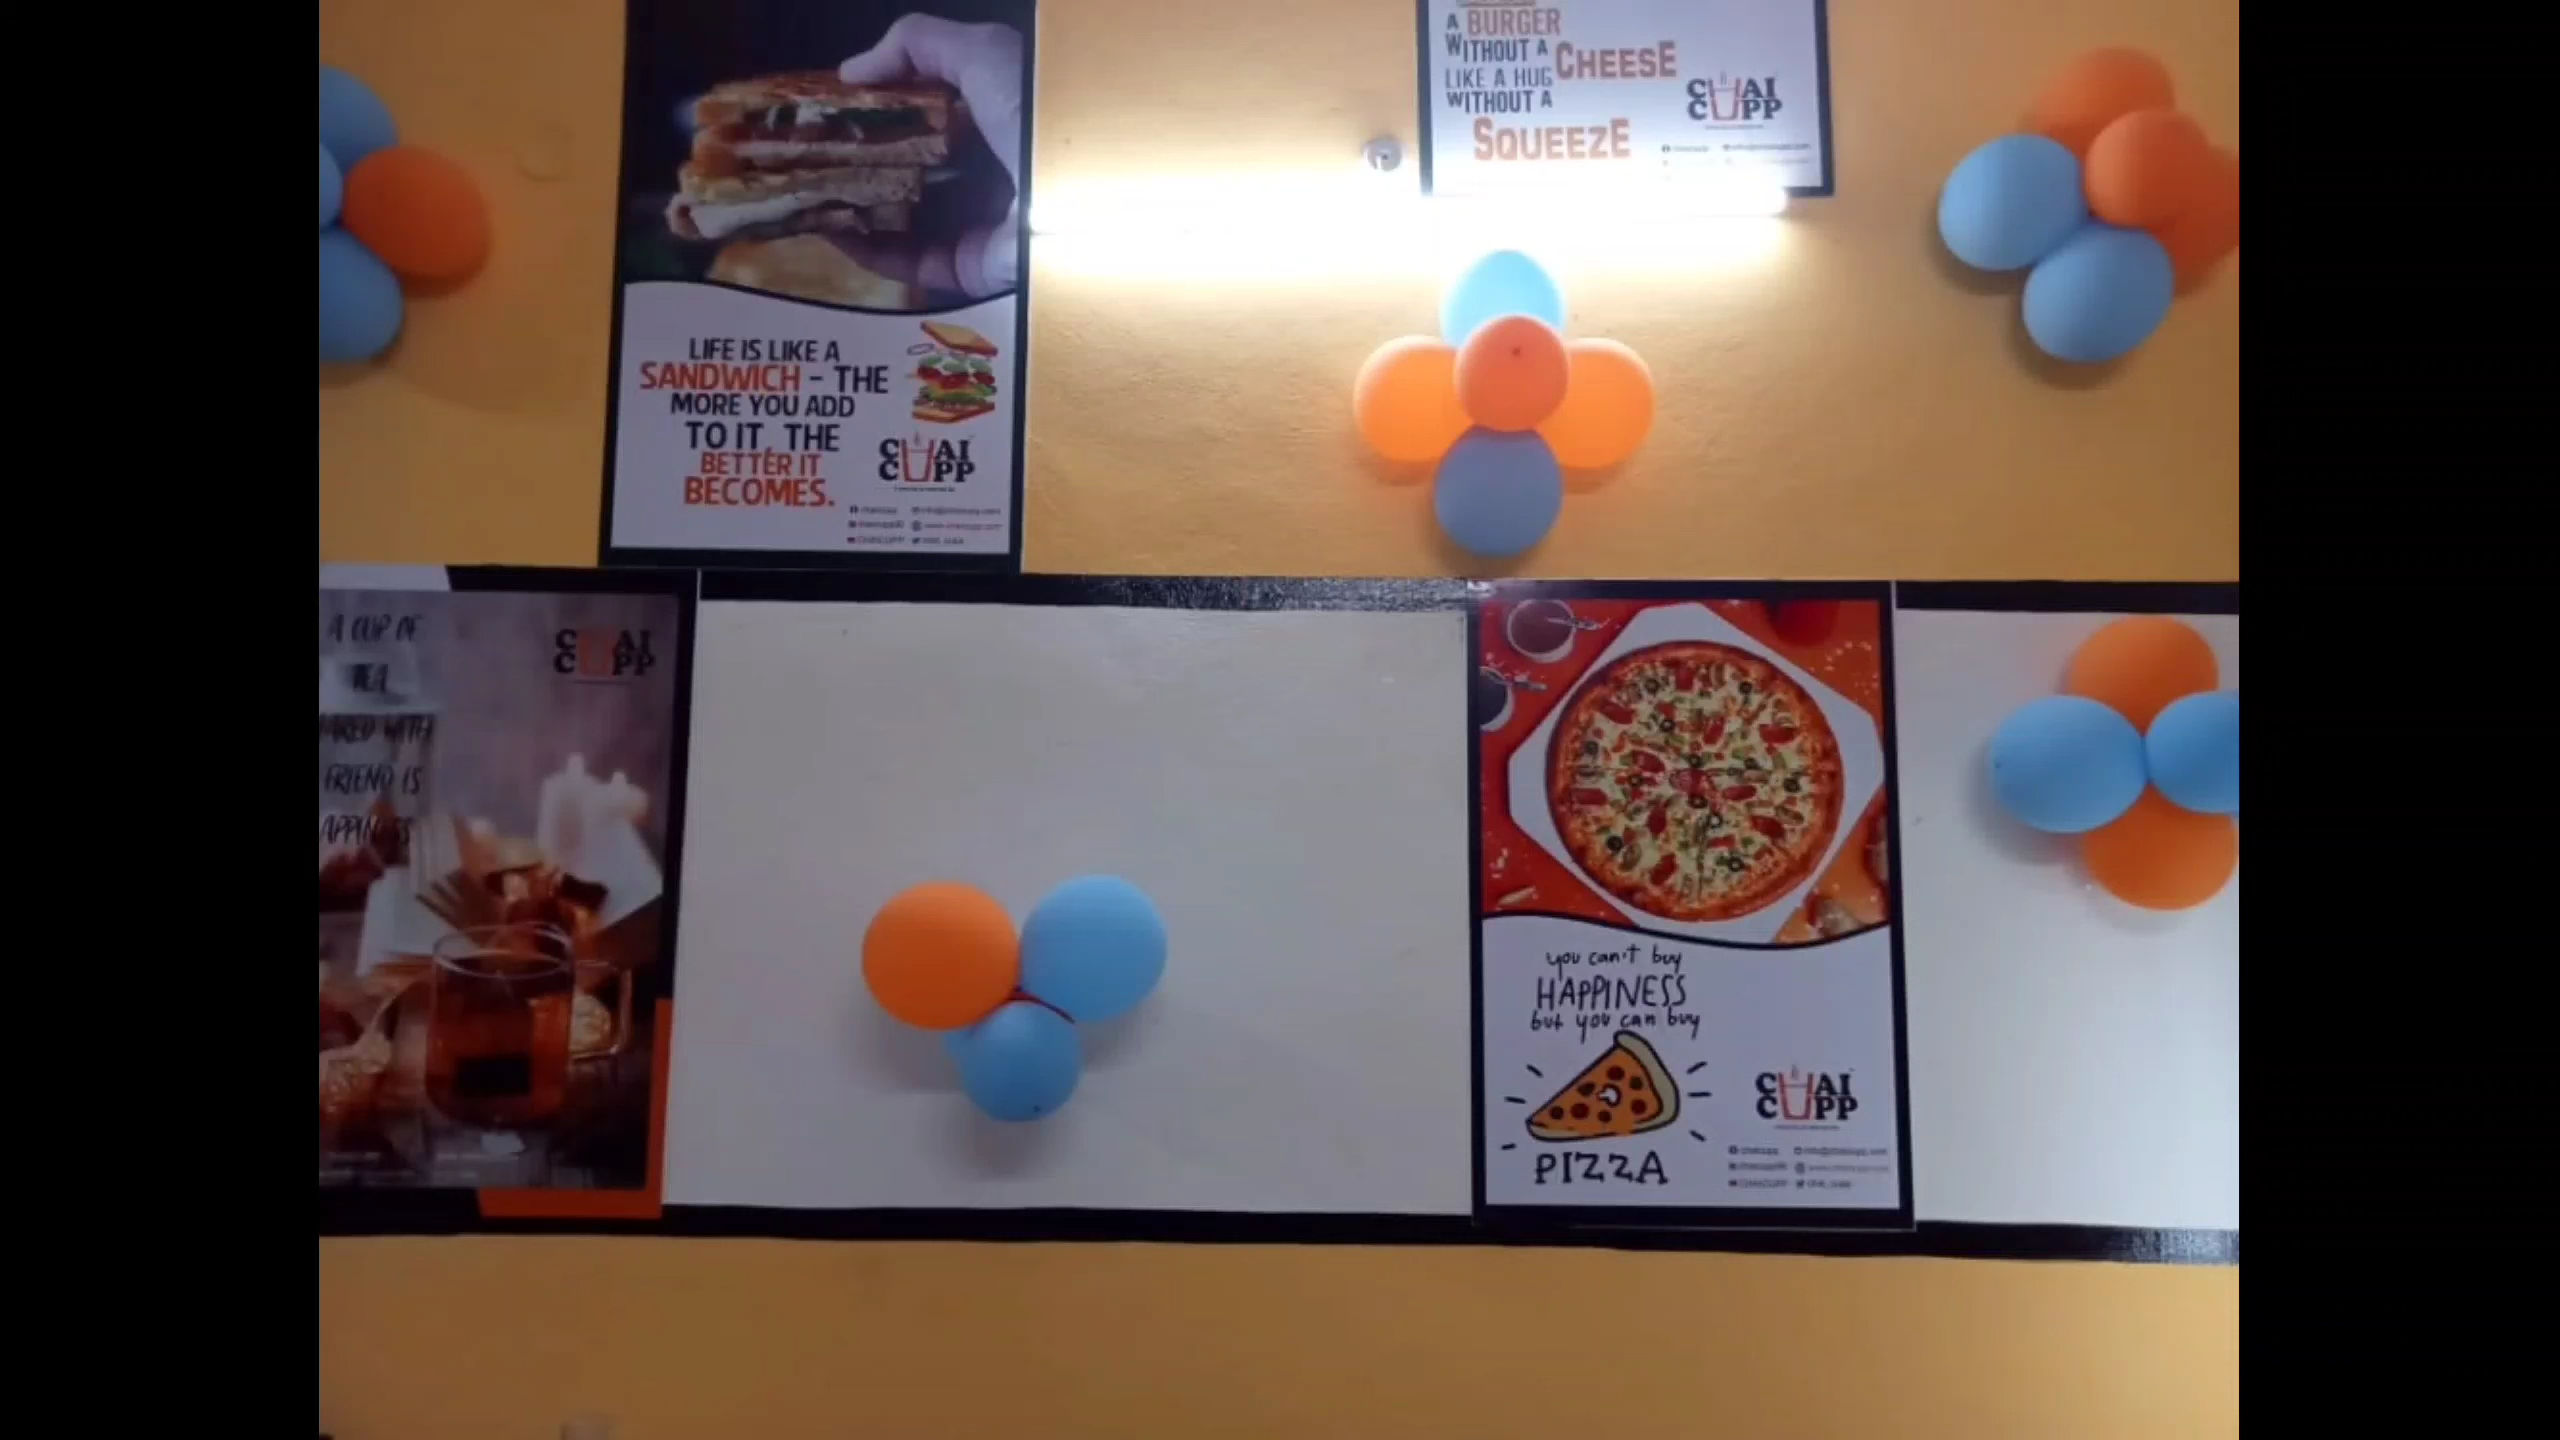 A BURGER
WITHOUT A
CHEESE
LIKE A HUG
WITHOUT A
SQUEEZE
CHAI
CUPP
LIFE IS LIKE A
SANDWICH - THE
MORE YOU ADD
TO IT, THE
BETTER IT
BECOMES.
CHAI
CUPP
A CUP OF
TEA
WITH
FRIEND IS
CHAI
CUPP
you can't buy
HAPPINESS
but you can buy
PIZZA
CHAI
CUPP